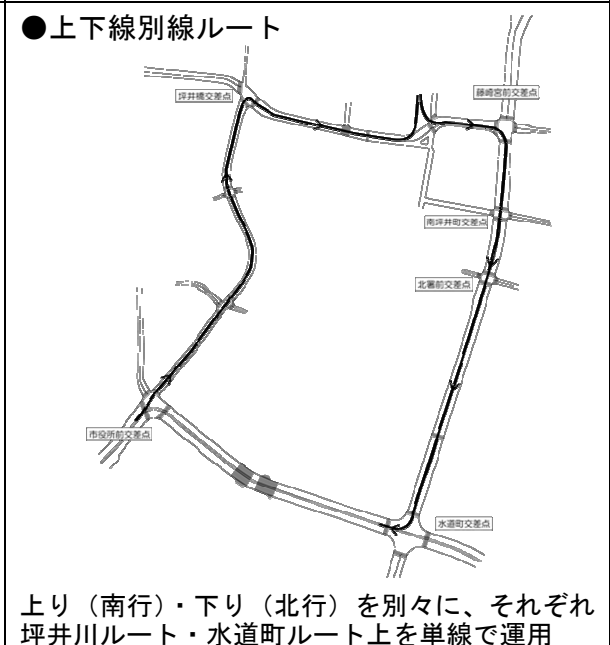 ●上下線別線ルート
坪井橋交差点
藤崎宮前交差点
南坪井町交差点
北署前交差点
市役所前交差点
水道町交差点
上り（南行）・下り（北行）を別々に、それぞれ
坪井川ルート・水道町ルート上を単線で運用